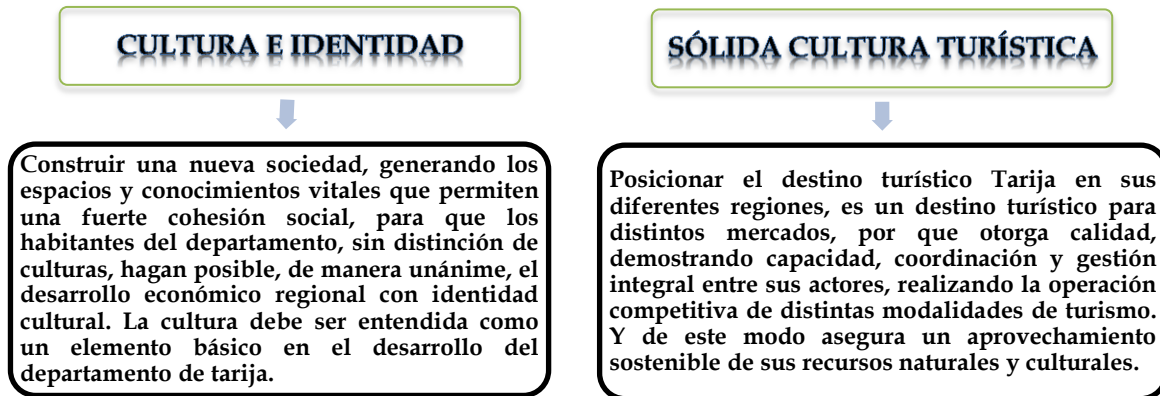 CULTURA E IDENTIDAD
Construir una nueva sociedad, generando los
espacios y conocimientos vitales que permiten
una fuerte cohesión social, para que los
habitantes del departamento, sin distinción de
culturas, hagan posible, de manera unánime, el
desarrollo económico regional con identidad
cultural. La cultura debe ser entendida como
un elemento básico en el desarrollo del
departamento de tarija.
SÓLIDA CULTURA TURÍSTICA
Posicionar el destino turístico Tarija en sus
diferentes regiones, es un destino turístico para
distintos mercados, por que otorga calidad,
demostrando capacidad, coordinación y gestión
integral entre sus actores, realizando la operación
competitiva de distintas modalidades de turismo.
Y de este modo asegura un aprovechamiento
sostenible de sus recursos naturales y culturales.